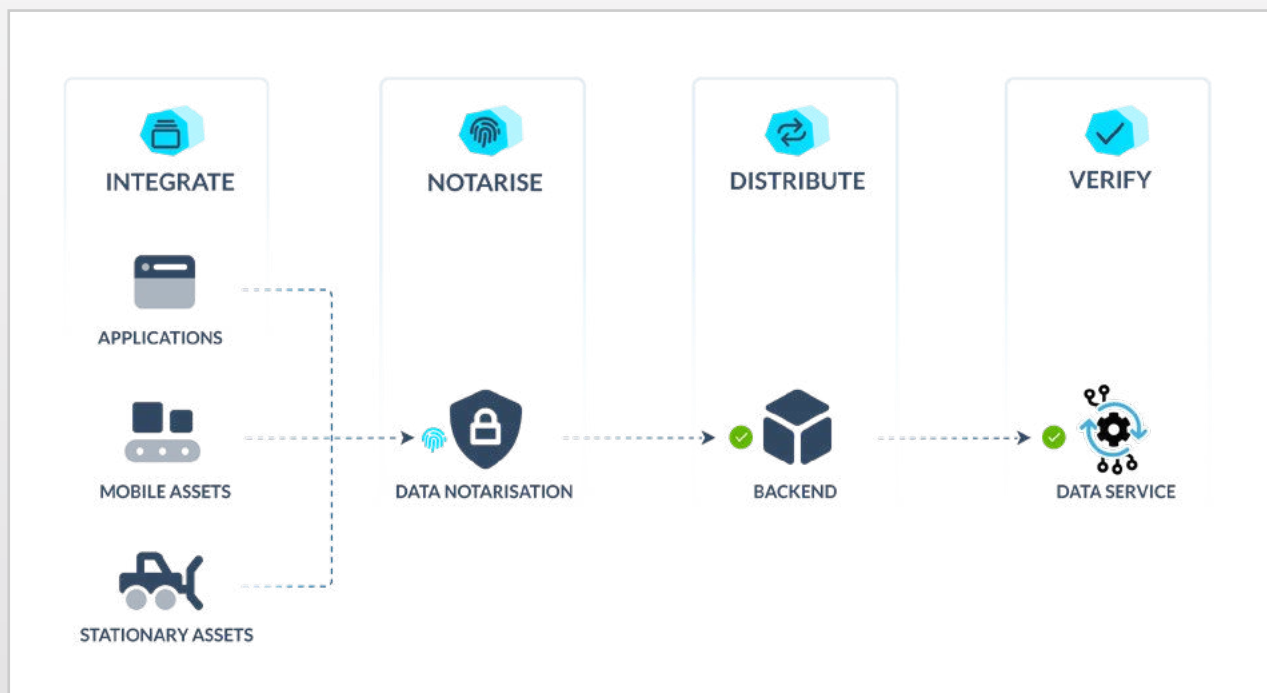 INTEGRATE
NOTARISE
DISTRIBUTE
VERIFY
APPLICATIONS
MOBILE ASSETS
DATA NOTARISATION
BACKEND
DATA SERVICE
STATIONARY ASSETS